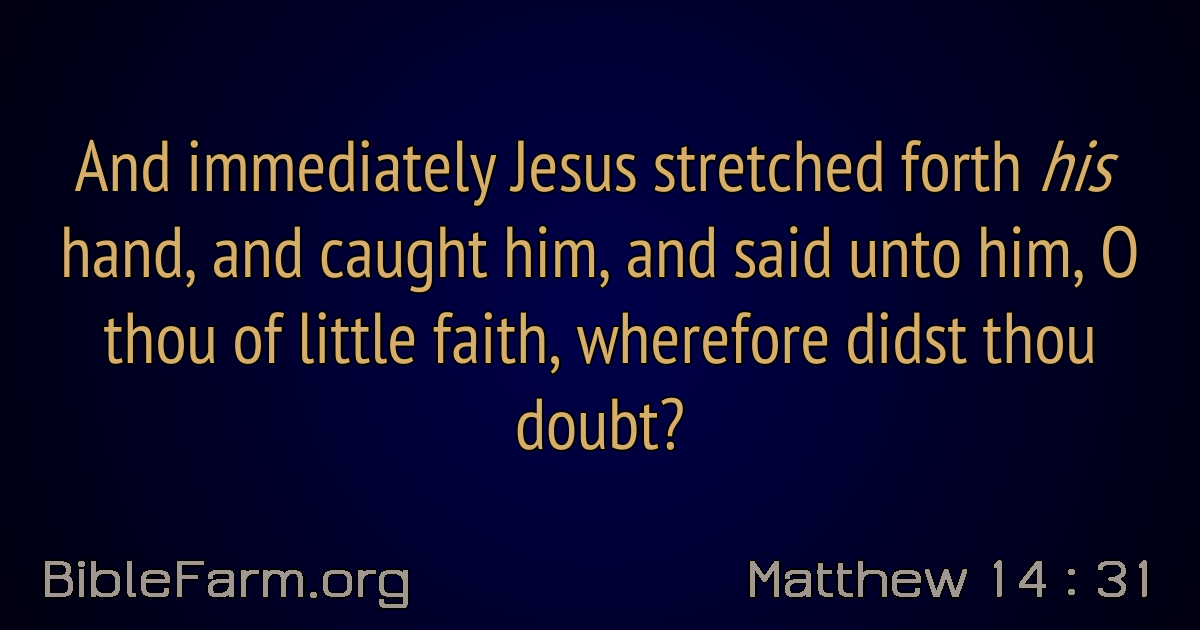 And immediately Jesus stretched forth his
hand, and caught him, and said unto him, O
thou of little faith, wherefore didst thou
doubt?
BibleFarm.org
Matthew 14 : 31